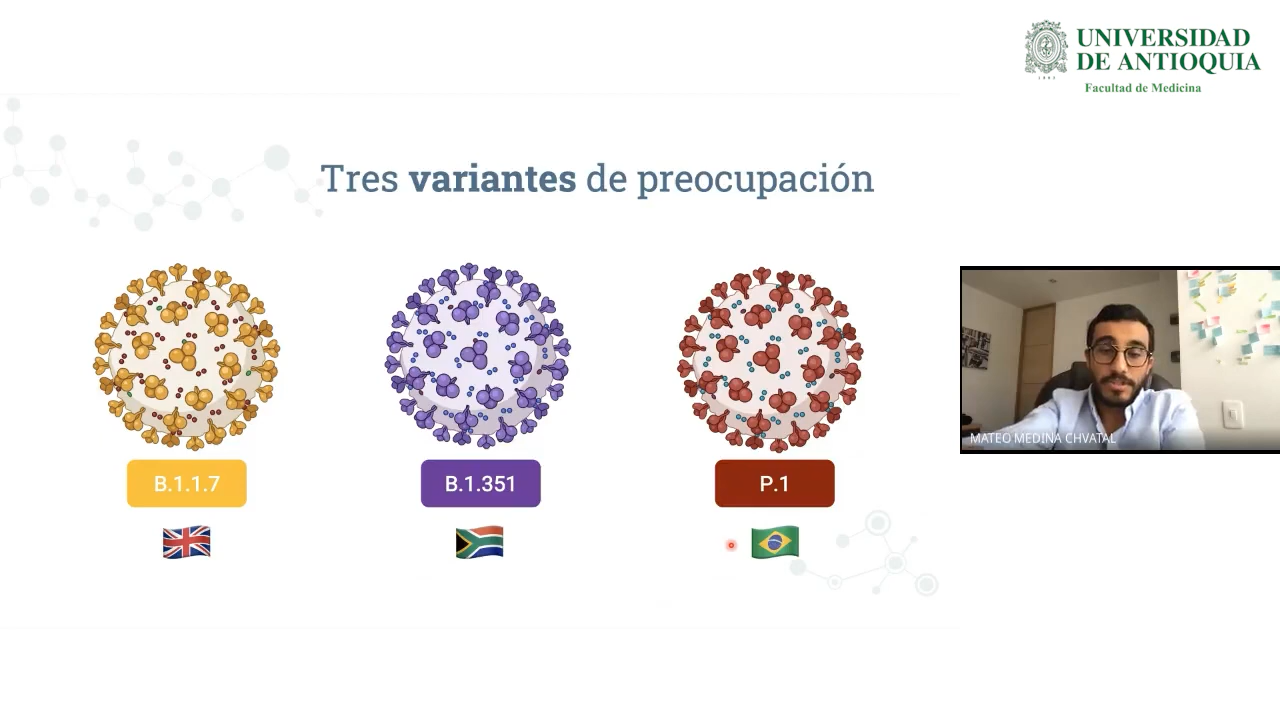 UNIVERSIDAD
DE ANTIOQUIA
1803
Facultad de Medicina
Tres variantes de preocupación
B.1.1.7
B.1.351
P.1
MATEO MEDINA CHVATAL